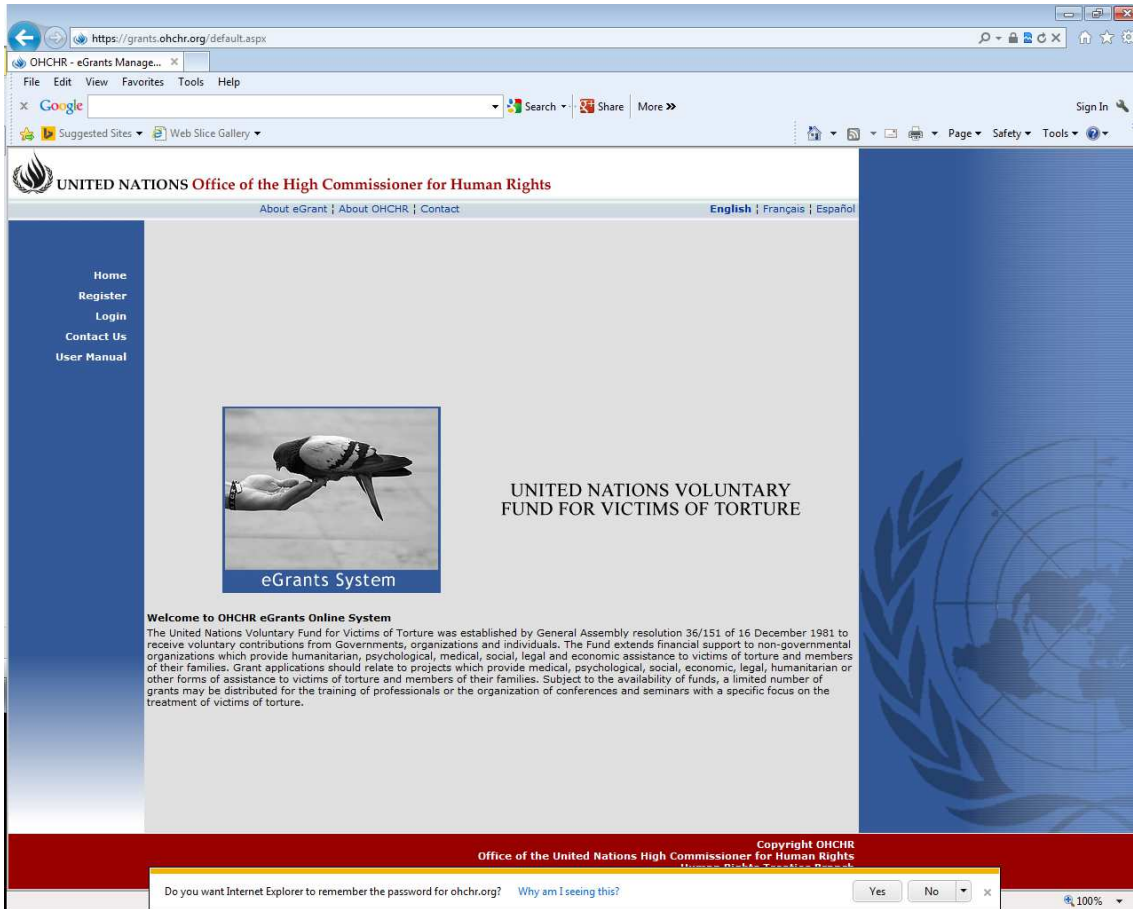 https://grants.ohchr.org/default.aspx
OHCHR - eGrants Manage...
File Edit View Favorites Tools Help
x Google Search Share More »
Sign In
Suggested Sites Web Slice Gallery
Page Safety Tools
UNITED NATIONS Office of the High Commissioner for Human Rights
About eGrant ¦ About OHCHR ¦ Contact
English ¦ Français ¦ Español
Home
Register
Login
Contact Us
User Manual
UNITED NATIONS VOLUNTARY
FUND FOR VICTIMS OF TORTURE
eGrants System
Welcome to OHCHR eGrants Online System
The United Nations Voluntary Fund for Victims of Torture was established by General Assembly resolution 36/151 of 16 December 1981 to
receive voluntary contributions from Governments, organizations and individuals. The Fund extends financial support to non-governmental
organizations which provide humanitarian, psychological, medical, social, legal and economic assistance to victims of torture and members
of their families. Grant applications should relate to projects which provide medical, psychological, social, economic, legal, humanitarian or
other forms of assistance to victims of torture and members of their families. Subject to the availability of funds, a limited number of
grants may be distributed for the training of professionals or the organization of conferences and seminars with a specific focus on the
treatment of victims of torture.
Copyright OHCHR
Office of the United Nations High Commissioner for Human Rights
Human Rights Treaties Branch
Do you want Internet Explorer to remember the password for ohchr.org? Why am I seeing this?
Yes No x
100%